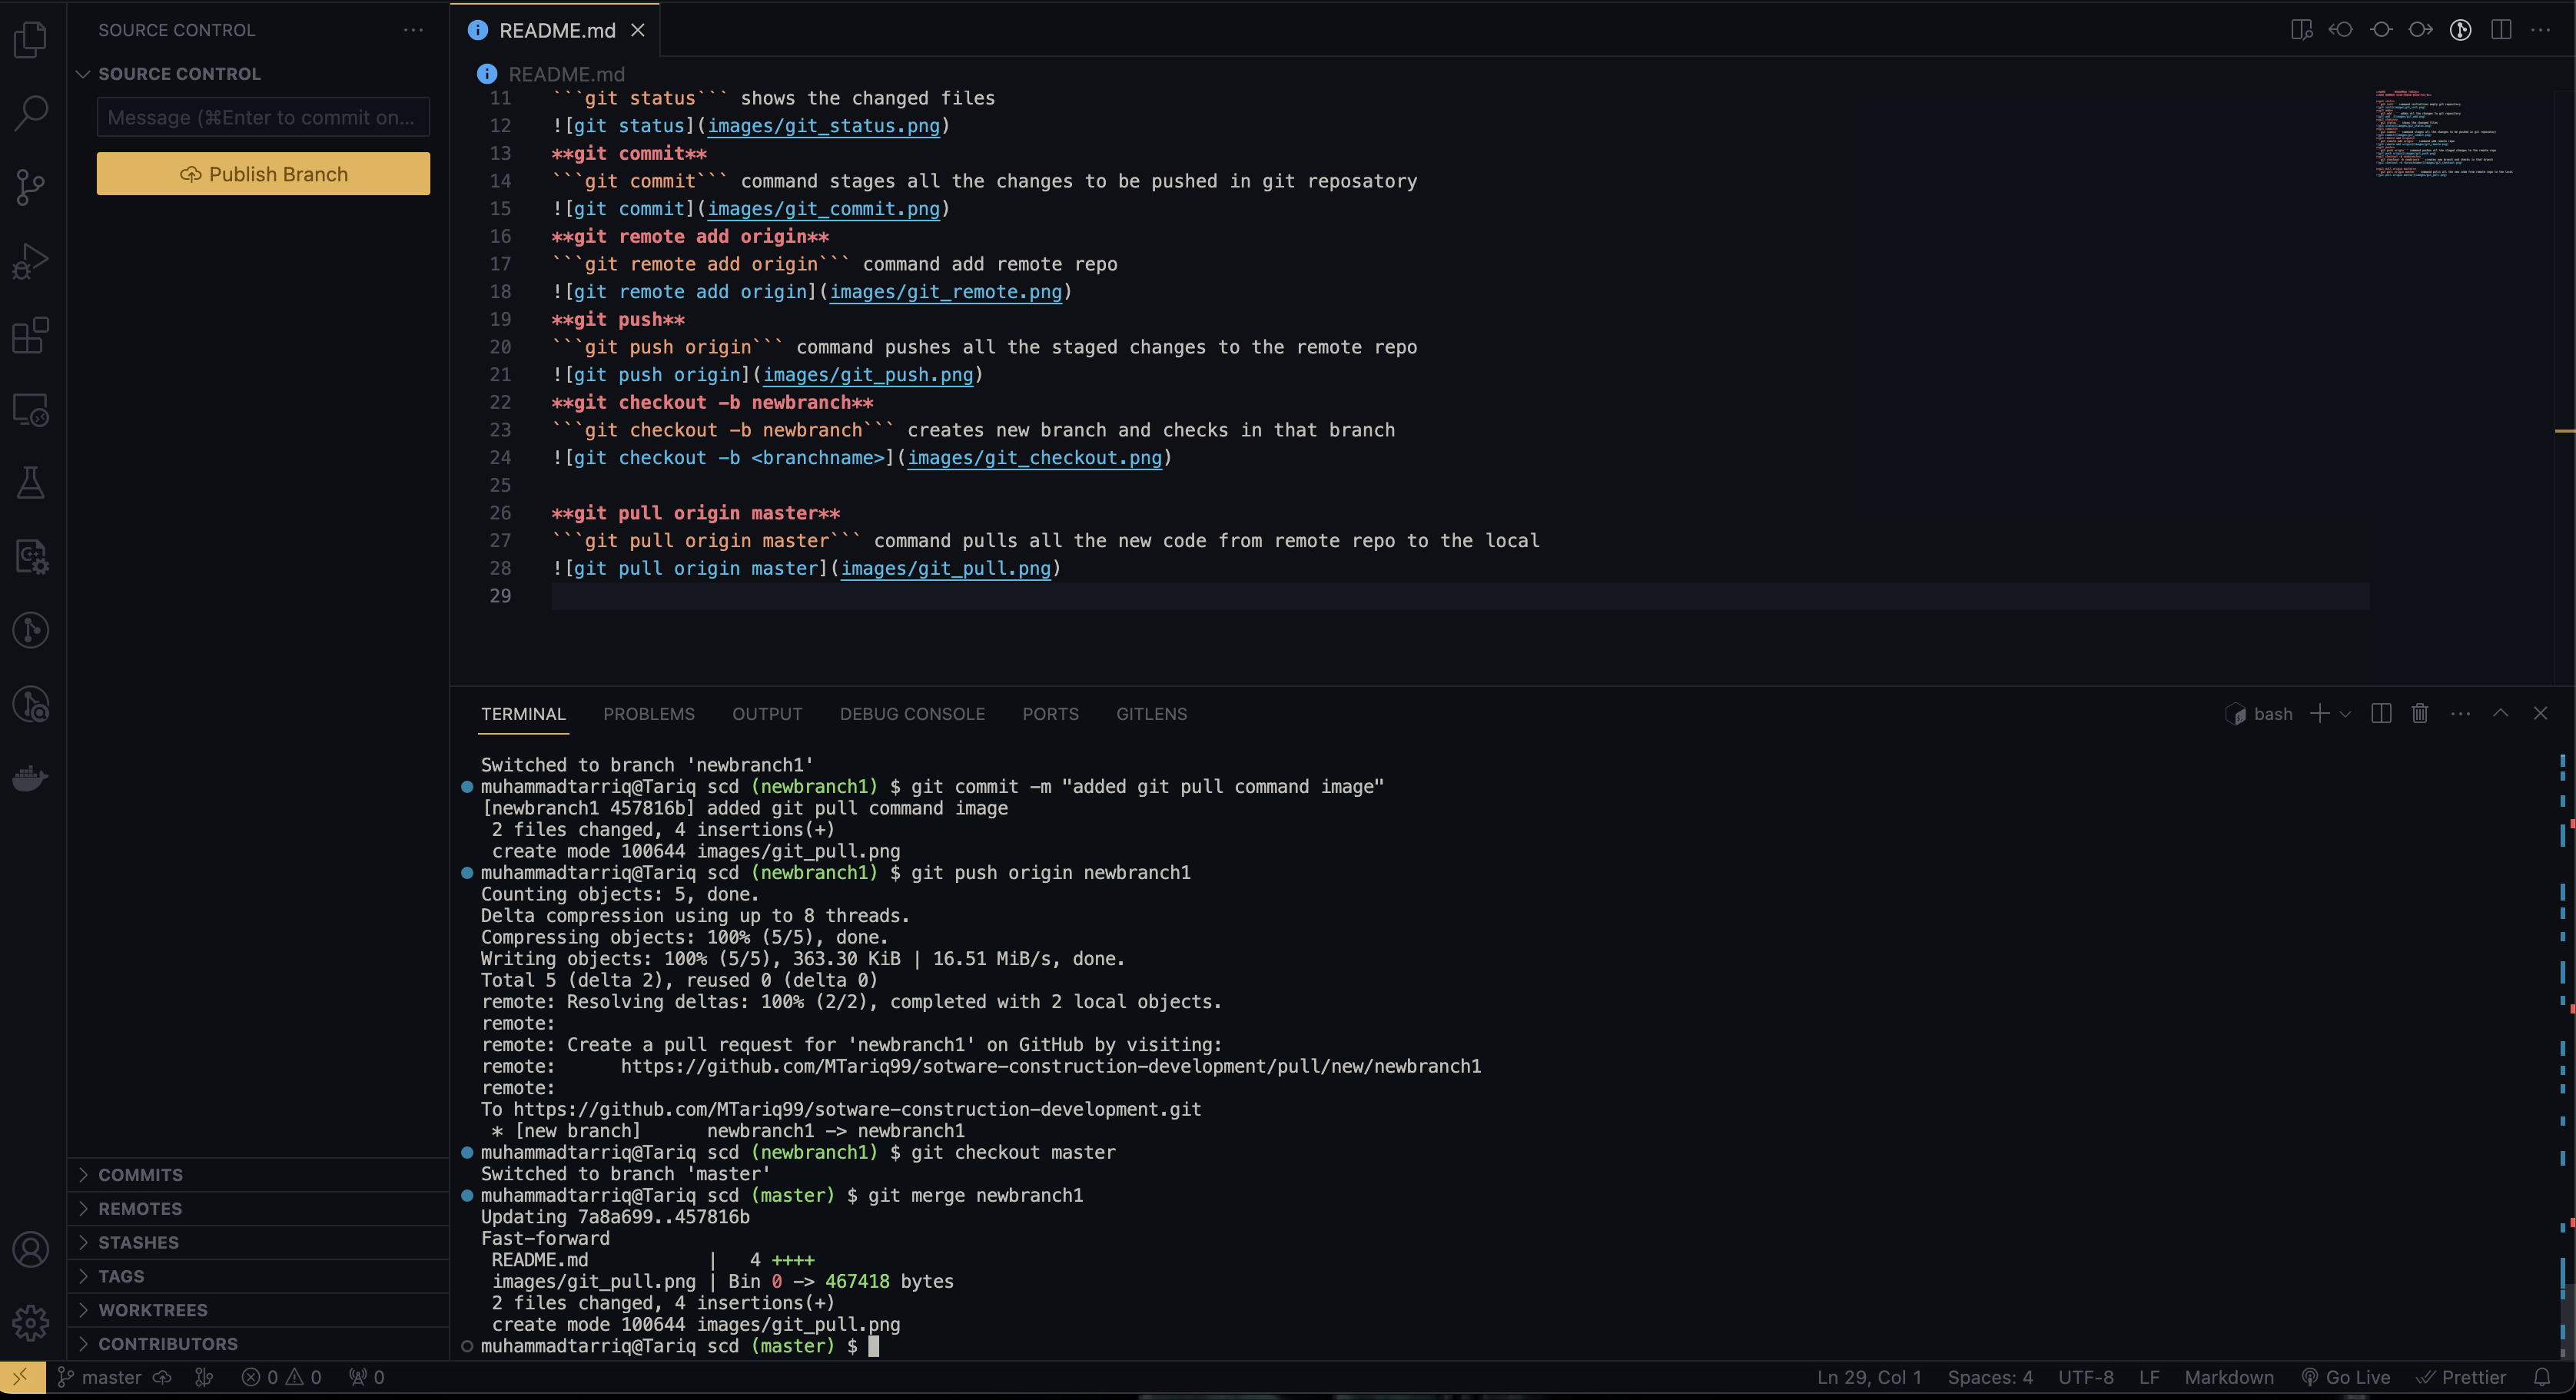 SOURCE CONTROL
SOURCE CONTROL
Message (⌘Enter to commit on...
Publish Branch
COMMITS
REMOTES
STASHES
TAGS
WORKTREES
CONTRIBUTORS
README.md
README.md
11 ```git status``` shows the changed files
12 ![git status](images/git_status.png)
13 **git commit**
14 ```git commit``` command stages all the changes to be pushed in git reposatory
15 ![git commit](images/git_commit.png)
16 **git remote add origin**
17 ```git remote add origin``` command add remote repo
18 ![git remote add origin](images/git_remote.png)
19 **git push**
20 ```git push origin``` command pushes all the staged changes to the remote repo
21 ![git push origin](images/git_push.png)
22 **git checkout -b newbranch**
23 ```git checkout -b newbranch``` creates new branch and checks in that branch
24 ![git checkout -b <branchname>](images/git_checkout.png)
25
26 **git pull origin master**
27 ```git pull origin master``` command pulls all the new code from remote repo to the local
28 ![git pull origin master](images/git_pull.png)
29
TERMINAL PROBLEMS OUTPUT DEBUG CONSOLE PORTS GITLENS bash
Switched to branch 'newbranch1'
muhammadtarriq@Tariq scd (newbranch1) $ git commit -m "added git pull command image"
[newbranch1 457816b] added git pull command image
2 files changed, 4 insertions(+)
create mode 100644 images/git_pull.png
muhammadtarriq@Tariq scd (newbranch1) $ git push origin newbranch1
Counting objects: 5, done.
Delta compression using up to 8 threads.
Compressing objects: 100% (5/5), done.
Writing objects: 100% (5/5), 363.30 KiB | 16.51 MiB/s, done.
Total 5 (delta 2), reused 0 (delta 0)
remote: Resolving deltas: 100% (2/2), completed with 2 local objects.
remote:
remote: Create a pull request for 'newbranch1' on GitHub by visiting:
remote: https://github.com/MTariq99/sotware-construction-development/pull/new/newbranch1
remote:
To https://github.com/MTariq99/sotware-construction-development.git
* [new branch] newbranch1 -> newbranch1
muhammadtarriq@Tariq scd (newbranch1) $ git checkout master
Switched to branch 'master'
muhammadtarriq@Tariq scd (master) $ git merge newbranch1
Updating 7a8a699..457816b
Fast-forward
README.md | 4 ++++
images/git_pull.png | Bin 0 -> 467418 bytes
2 files changed, 4 insertions(+)
create mode 100644 images/git_pull.png
muhammadtarriq@Tariq scd (master) $
master 0 0 0 Ln 29, Col 1 Spaces: 4 UTF-8 LF Markdown Go Live Prettier